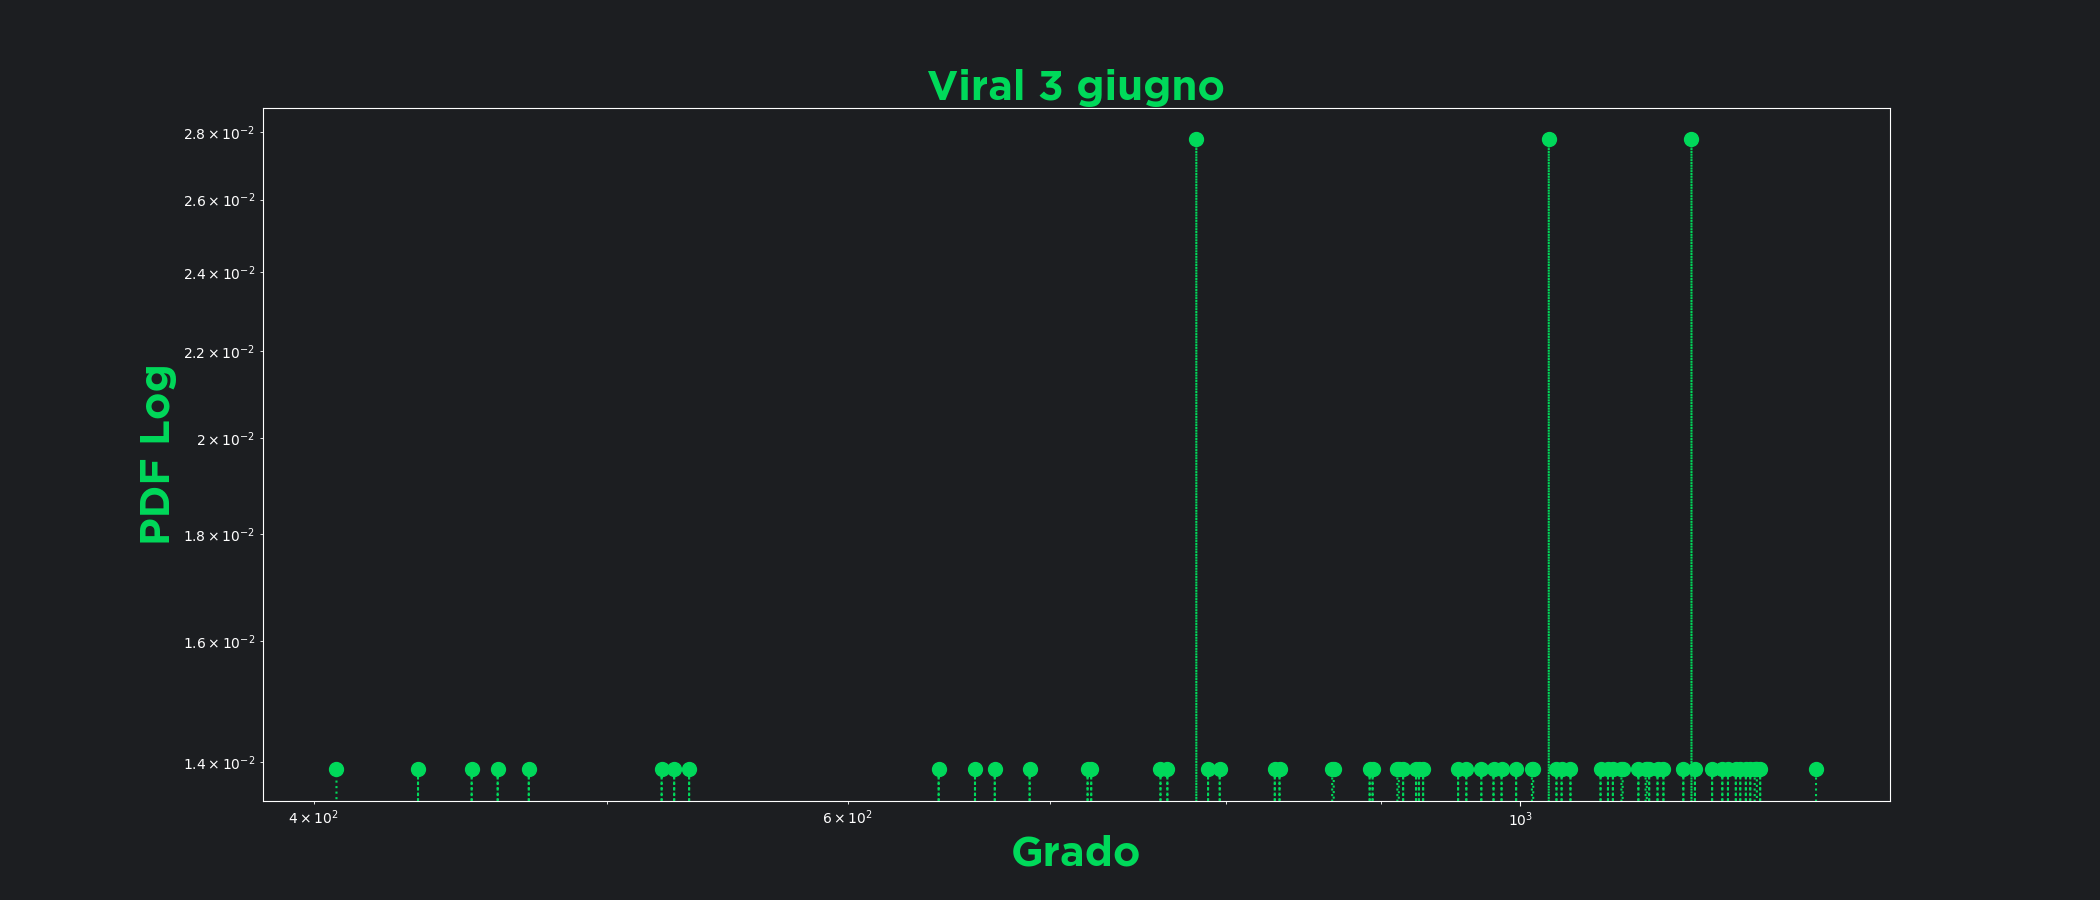 Viral 3 giugno
2.8 × 10⁻²
2.6 × 10⁻²
2.4 × 10⁻²
2.2 × 10⁻²
2 × 10⁻²
1.8 × 10⁻²
1.6 × 10⁻²
1.4 × 10⁻²
PDF Log
4 × 10²
6 × 10²
10³
Grado